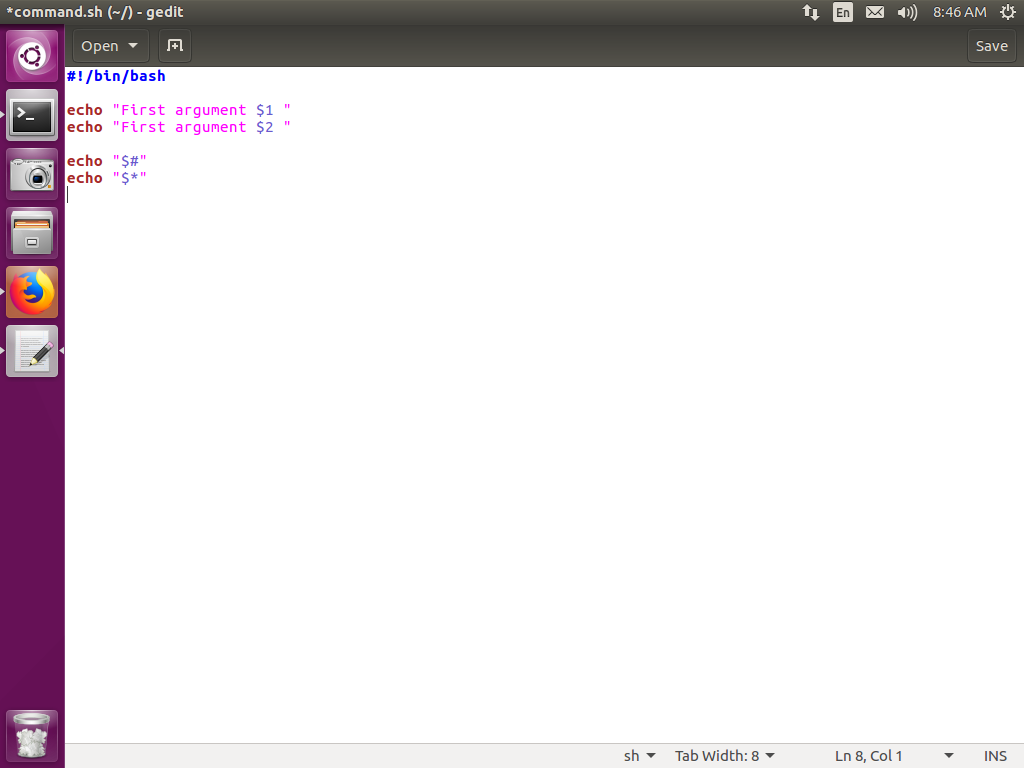 *command.sh (~/) - gedit
En
8:46 AM
Open
Save
#!/bin/bash
echo "First argument $1 "
echo "First argument $2 "
echo "$#"
echo "$*"
sh
Tab Width: 8
Ln 8, Col 1
INS